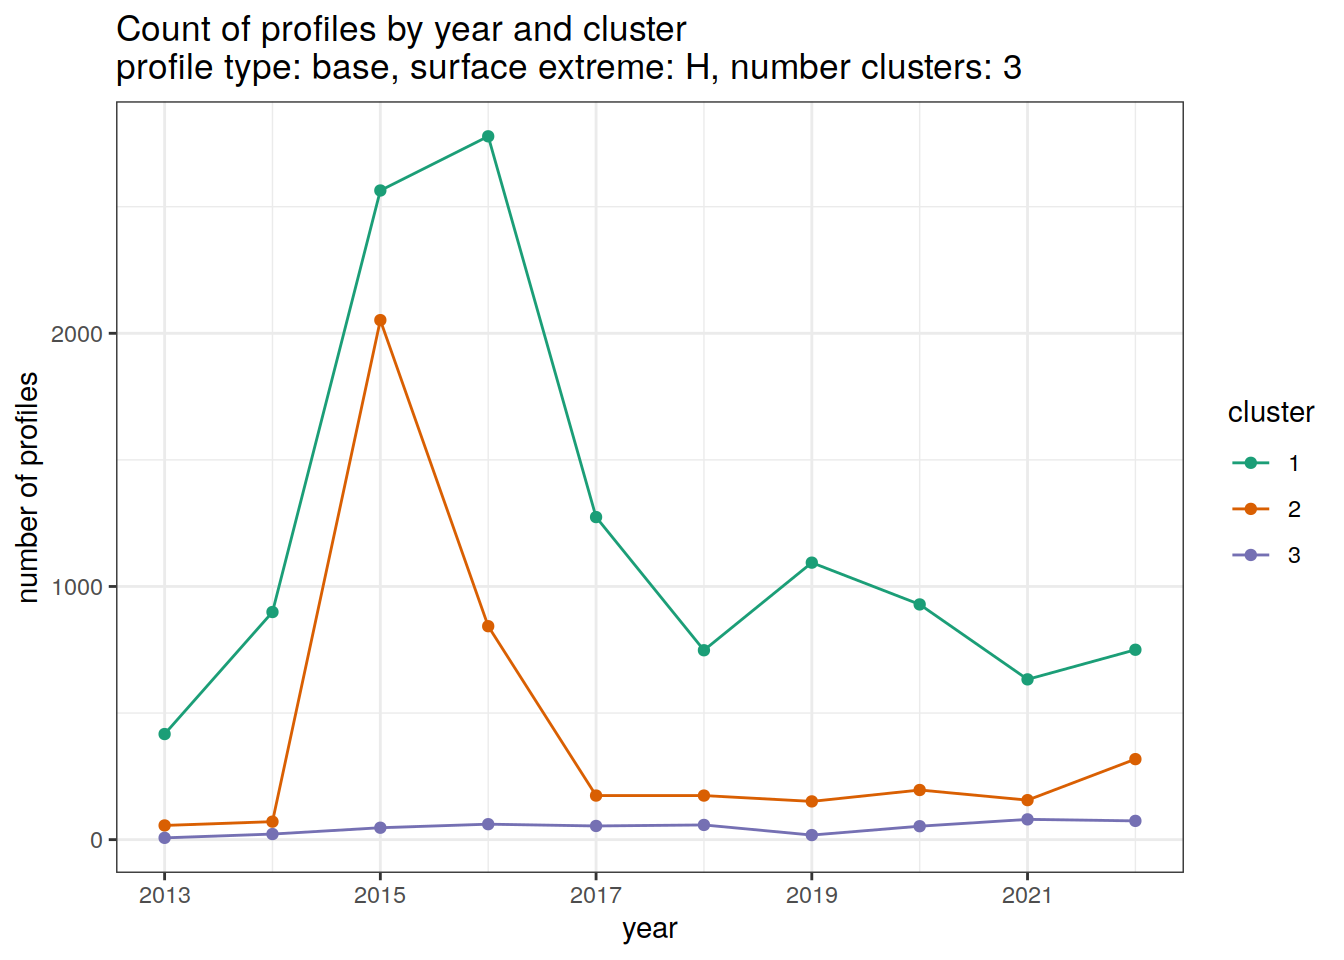 Count of profiles by year and cluster
profile type: base, surface extreme: H, number clusters: 3
number of profiles
2000
1000
0
2013
2015
2017
2019
2021
year
cluster
1
2
3